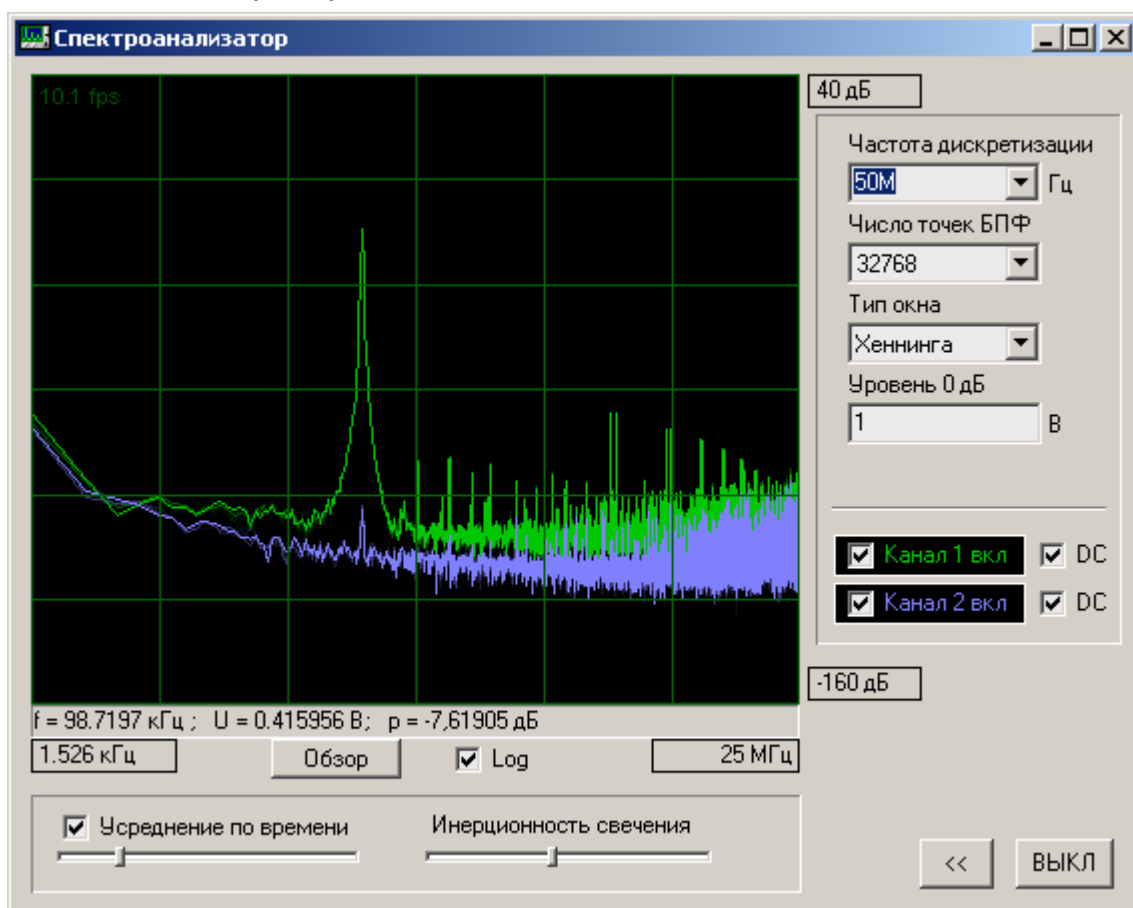 Спектроанализатор
10.1 fps
40 дБ
Частота дискретизации
50М Гц
Число точек БПФ
32768
Тип окна
Хеннинга
Уровень 0 дБ
1 В
Канал 1 вкл DC
Канал 2 вкл DC
-160 дБ
f = 98.7197 кГц ; U = 0.415956 В; p = -7,61905 дБ
1.526 кГц Обзор Log 25 МГц
Усреднение по времени Инерционность свечения
<< ВЫКЛ